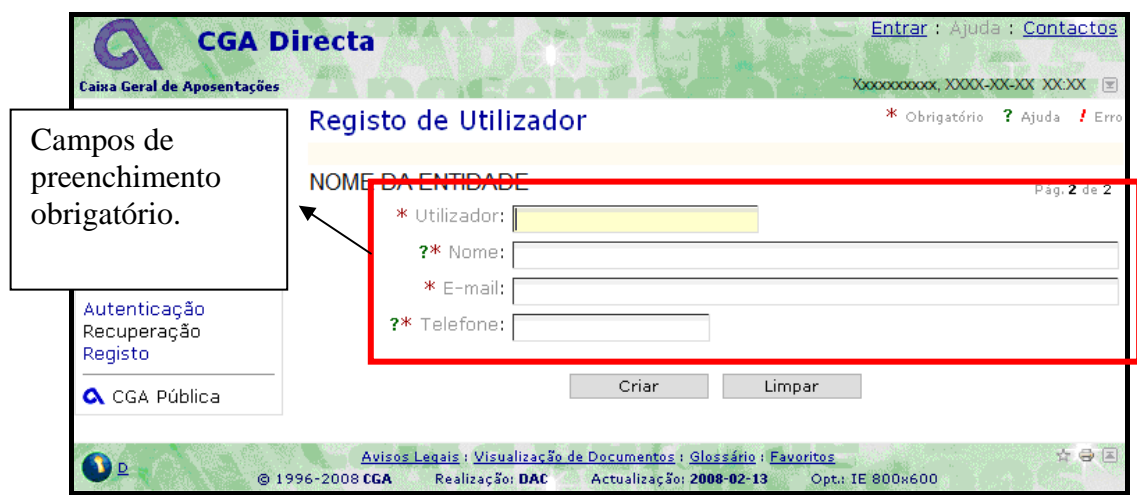 CGA Directa
Caixa Geral de Aposentações
Entrar : Ajuda : Contactos
Xxxxxxxxxx, XXXX-XX-XX XX:XX
Campos de
preenchimento
obrigatório.
Registo de Utilizador
* Obrigatório ? Ajuda ! Erro
NOME DA ENTIDADE
Pág. 2 de 2
* Utilizador:
?* Nome:
* E-mail:
?* Telefone:
Criar Limpar
Autenticação
Recuperação
Registo
CGA Pública
D
Avisos Legais : Visualização de Documentos : Glossário : Favoritos
© 1996-2008 CGA Realização: DAC Actualização: 2008-02-13 Opt.: IE 800x600